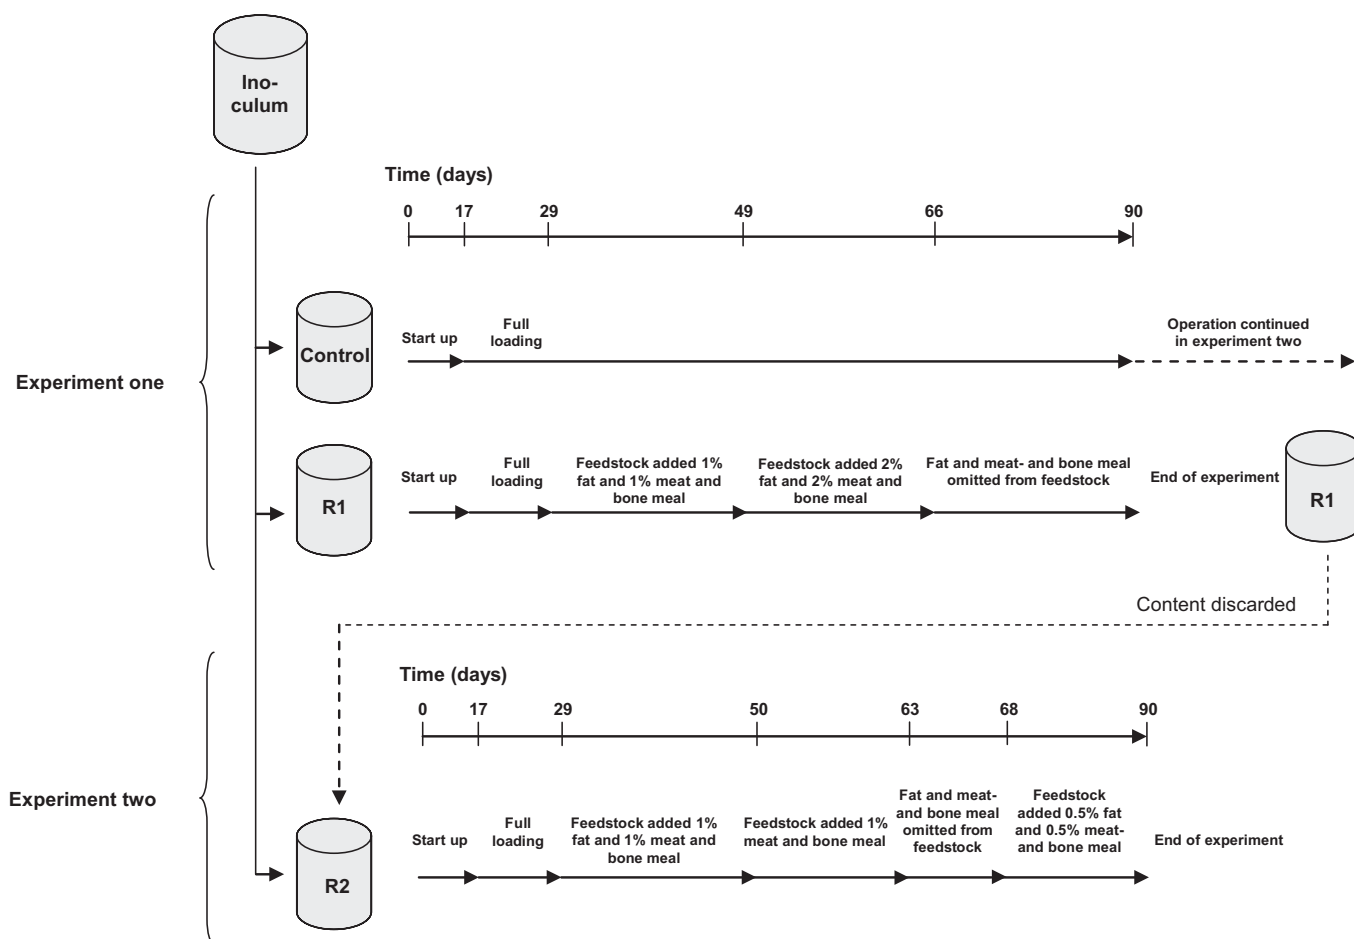 Ino-
culum
Time (days)
0 17 29 49 66 90
Experiment one
Control
Start up
Full
loading
Operation continued
in experiment two
R1
Start up
Full
loading
Feedstock added 1%
fat and 1% meat and
bone meal
Feedstock added 2%
fat and 2% meat and
bone meal
Fat and meat- and bone meal
omitted from feedstock
End of experiment
R1
Content discarded
Time (days)
0 17 29 50 63 68 90
Experiment two
R2
Start up
Full
loading
Feedstock added 1%
fat and 1% meat and
bone meal
Feedstock added 1%
meat and bone meal
Fat and meat-
and bone meal
omitted from
feedstock
Feedstock
added 0.5% fat
and 0.5% meat-
and bone meal
End of experiment